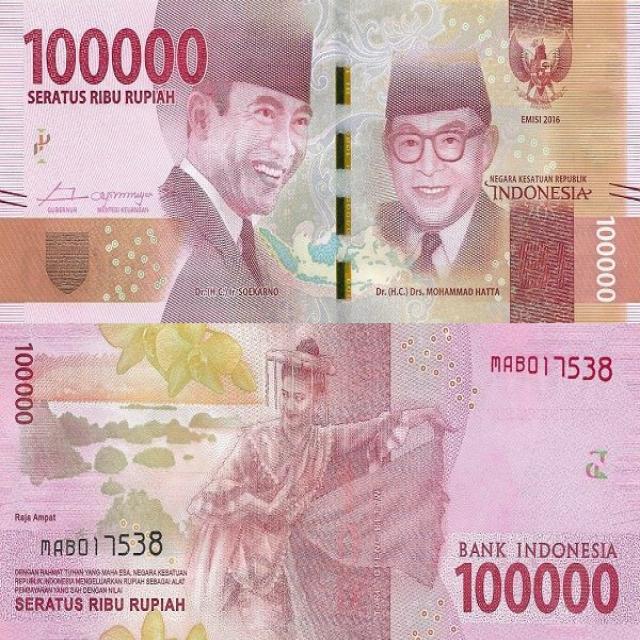 100000
SERATUS RIBU RUPIAH
EMISI 2016
NEGARA KESATUAN REPUBLIK
INDONESIA
GUBERNUR
MENTERI KEUANGAN
100000
Dr. (H.C.) Ir. SOEKARNO
Dr. (H.C.) Drs. MOHAMMAD HATTA
100000
MAB017538
Raja Ampat
MAB017538
DENGAN RAHMAT TUHAN YANG MAHA ESA, NEGARA KESATUAN
REPUBLIK INDONESIA MENGELUARKAN RUPIAH SEBAGAI ALAT
PEMBAYARAN YANG SAH DENGAN NILAI
SERATUS RIBU RUPIAH
BANK INDONESIA
100000